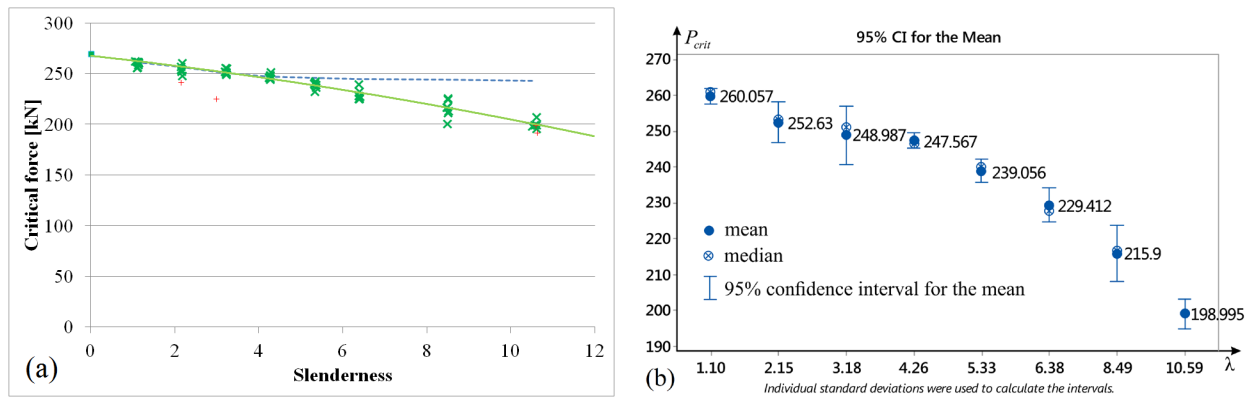 300
250
200
150
100
50
0
Critical force [kN]
0 2 4 6 8 10 12
Slenderness
(a)
P_crit
95% CI for the Mean
270
260
250
240
230
220
210
200
190
260.057
252.63
248.987
247.567
239.056
229.412
215.9
198.995
mean
median
95% confidence interval for the mean
1.10 2.15 3.18 4.26 5.33 6.38 8.49 10.59 λ
(b)
Individual standard deviations were used to calculate the intervals.